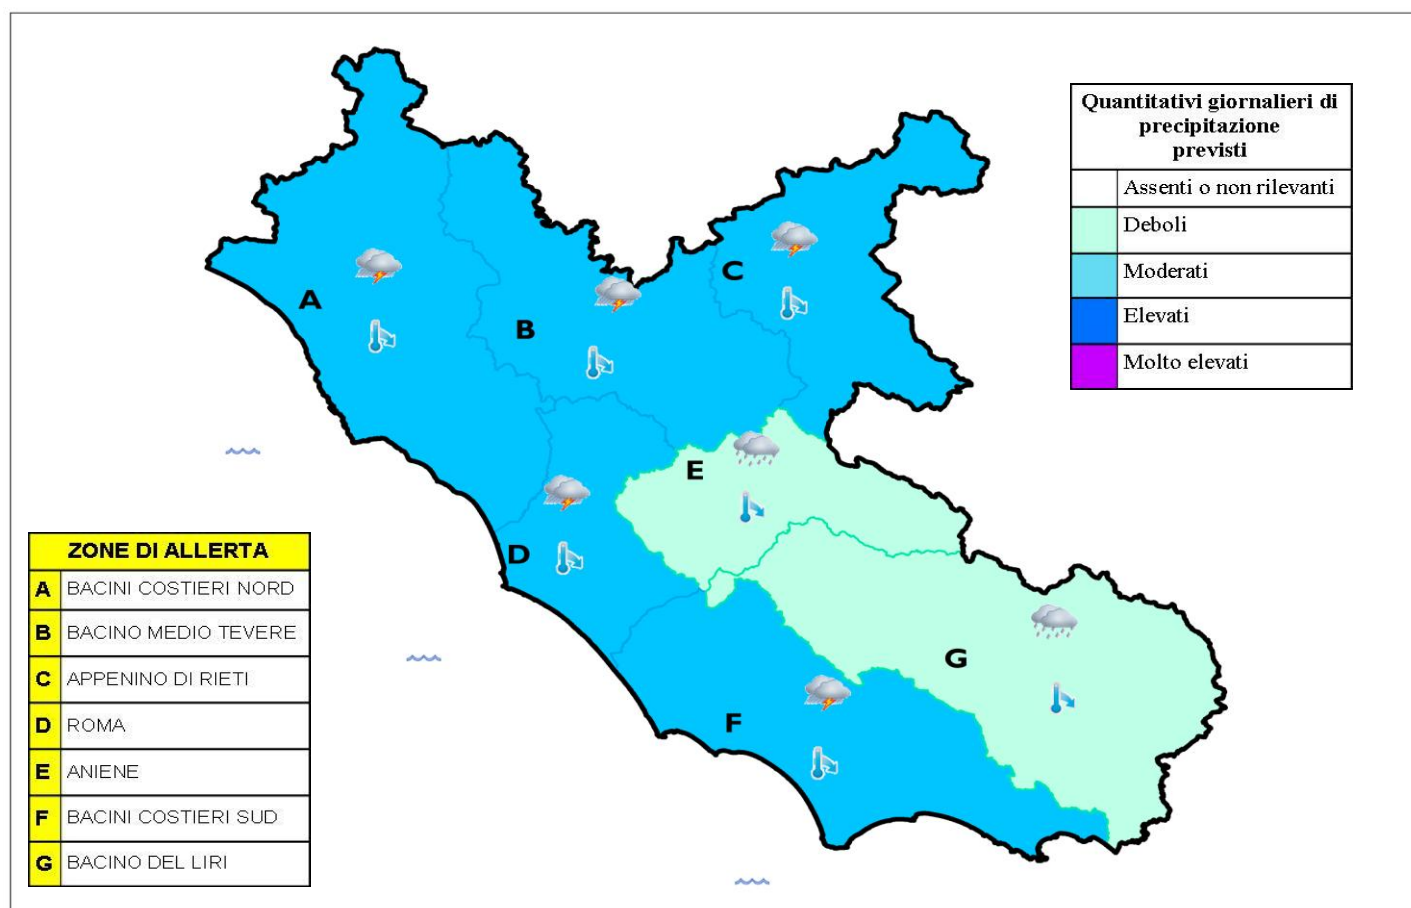 Quantitativi giornalieri di
precipitazione
previsti
Assenti o non rilevanti
Deboli
Moderati
Elevati
Molto elevati
A
B
C
D
E
F
G
ZONE DI ALLERTA
A BACINI COSTIERI NORD
B BACINO MEDIO TEVERE
C APPENINO DI RIETI
D ROMA
E ANIENE
F BACINI COSTIERI SUD
G BACINO DEL LIRI